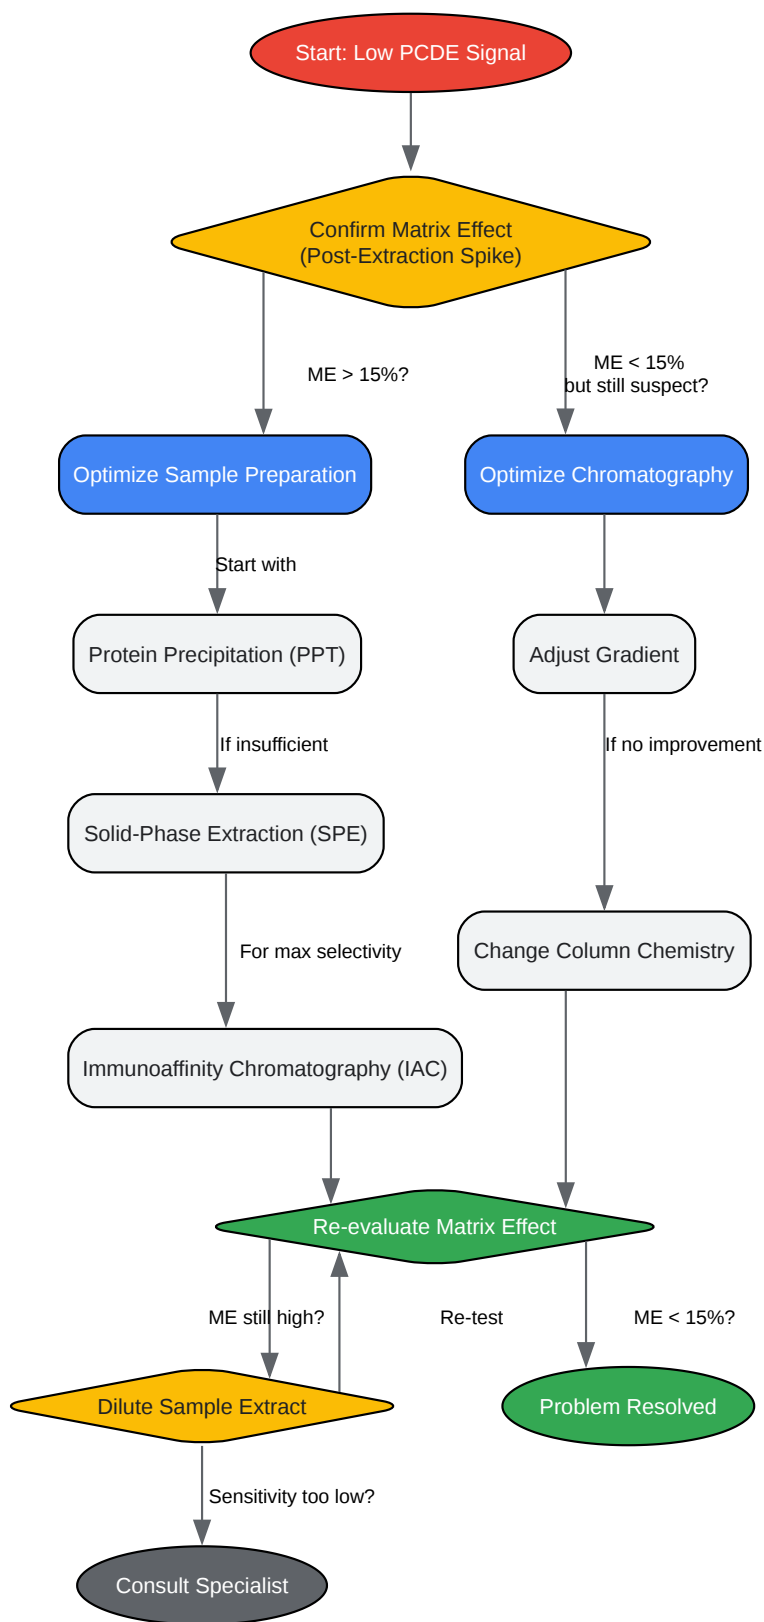 Start: Low PCDE Signal
Confirm Matrix Effect
(Post-Extraction Spike)
ME > 15%?
ME < 15%
but still suspect?
Optimize Sample Preparation
Optimize Chromatography
Start with
Protein Precipitation (PPT)
Adjust Gradient
If insufficient
If no improvement
Solid-Phase Extraction (SPE)
For max selectivity
Change Column Chemistry
Immunoaffinity Chromatography (IAC)
Re-evaluate Matrix Effect
ME still high?
Re-test
ME < 15%?
Dilute Sample Extract
Problem Resolved
Sensitivity too low?
Consult Specialist